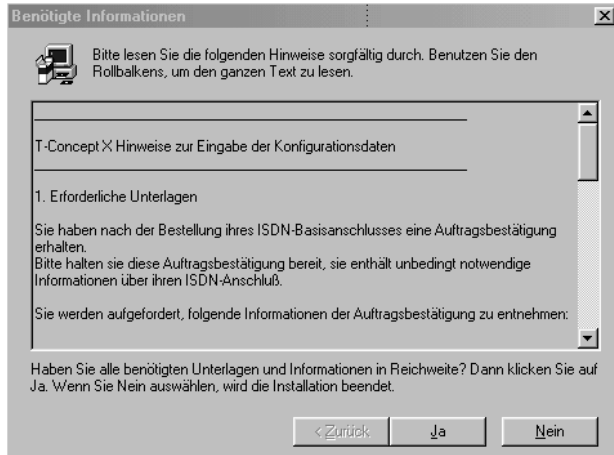 Benötigte Informationen
Bitte lesen Sie die folgenden Hinweise sorgfältig durch. Benutzen Sie den
Rollbalkens, um den ganzen Text zu lesen.
T-Concept X Hinweise zur Eingabe der Konfigurationsdaten
1. Erforderliche Unterlagen
Sie haben nach der Bestellung ihres ISDN-Basisanschlusses eine Auftragsbestätigung
erhalten.
Bitte halten sie diese Auftragsbestätigung bereit, sie enthält unbedingt notwendige
Informationen über ihren ISDN-Anschluß.
Sie werden aufgefordert, folgende Informationen der Auftragsbestätigung zu entnehmen:
Haben Sie alle benötigten Unterlagen und Informationen in Reichweite? Dann klicken Sie auf
Ja. Wenn Sie Nein auswählen, wird die Installation beendet.
< Zurück Ja Nein